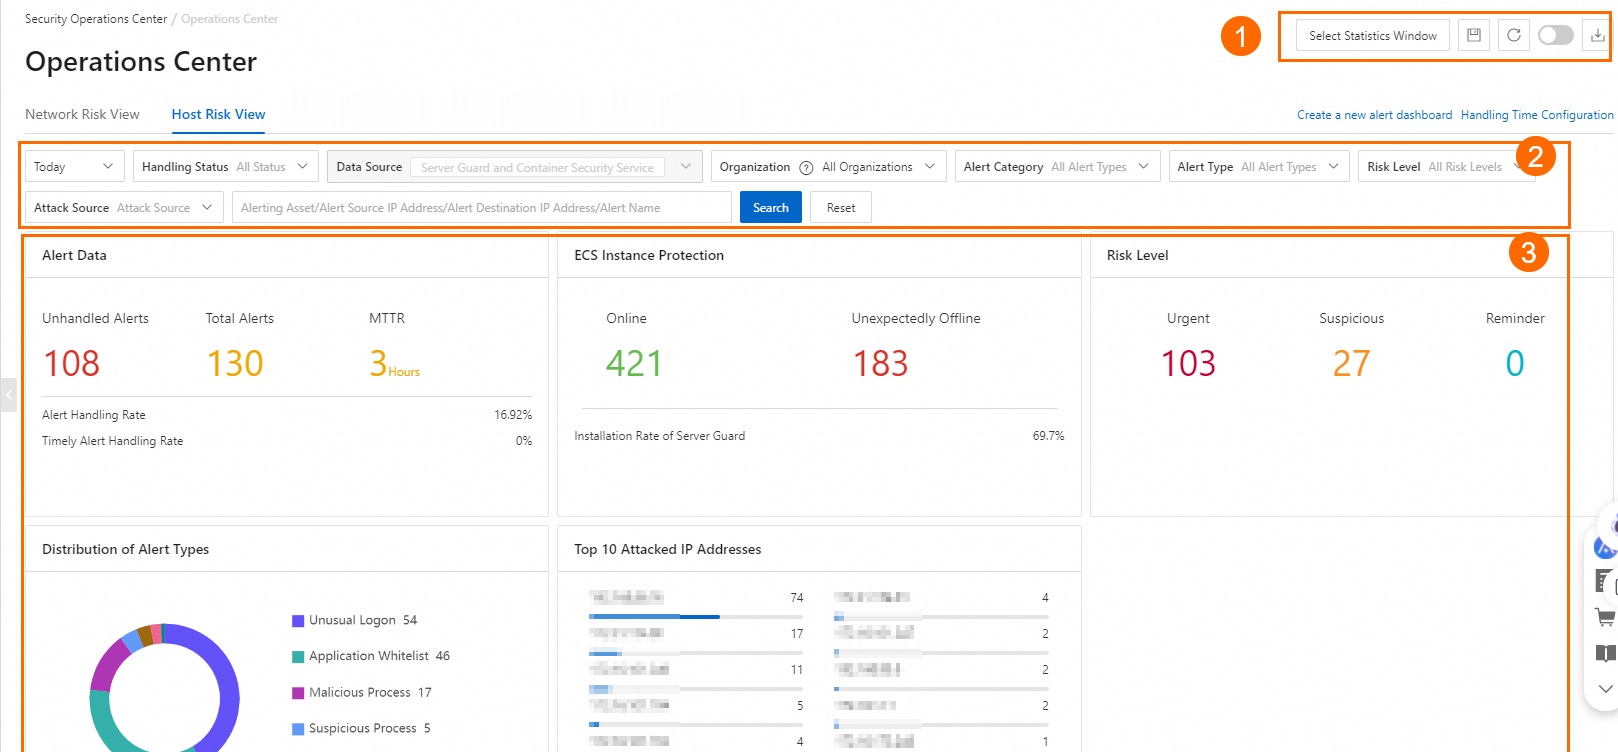 Security Operations Center / Operations Center
1
Select Statistics Window
Operations Center
Network Risk View Host Risk View
Create a new alert dashboard Handling Time Configuration
2
Today Handling Status All Status Data Source Server Guard and Container Security Service Organization ? All Organizations Alert Category All Alert Types Alert Type All Alert Types Risk Level All Risk Levels
Attack Source Attack Source Alerting Asset/Alert Source IP Address/Alert Destination IP Address/Alert Name Search Reset
3
Alert Data
Unhandled Alerts Total Alerts MTTR
108 130 3 Hours
Alert Handling Rate 16.92%
Timely Alert Handling Rate 0%
ECS Instance Protection
Online Unexpectedly Offline
421 183
Installation Rate of Server Guard 69.7%
Risk Level
Urgent Suspicious Reminder
103 27 0
Distribution of Alert Types
Unusual Logon 54
Application Whitelist 46
Malicious Process 17
Suspicious Process 5
Top 10 Attacked IP Addresses
74 4
17 2
11 2
5 2
4 1